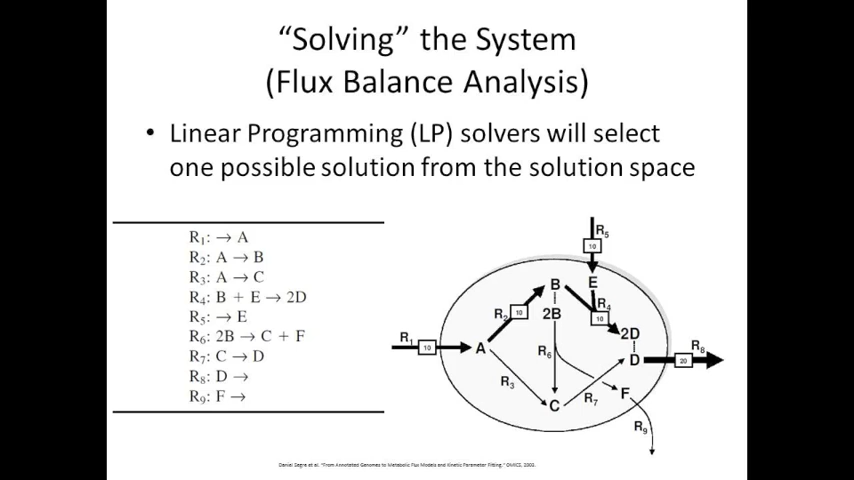 “Solving” the System
(Flux Balance Analysis)
• Linear Programming (LP) solvers will select
one possible solution from the solution space
R₁: → A
R₂: A → B
R₃: A → C
R₄: B + E → 2D
R₅: → E
R₆: 2B → C + F
R₇: C → D
R₈: D →
R₉: F →
R₅
10
B
E
R₂
10
2B
R₄
10
2D
R₁
10
A
R₆
D
20
R₈
R₃
R₇
F
C
R₉
Daniel Segre et al. "From Annotated Genomes to Metabolic Flux Models and Kinetic Parameter Fitting." OMICS, 2003.